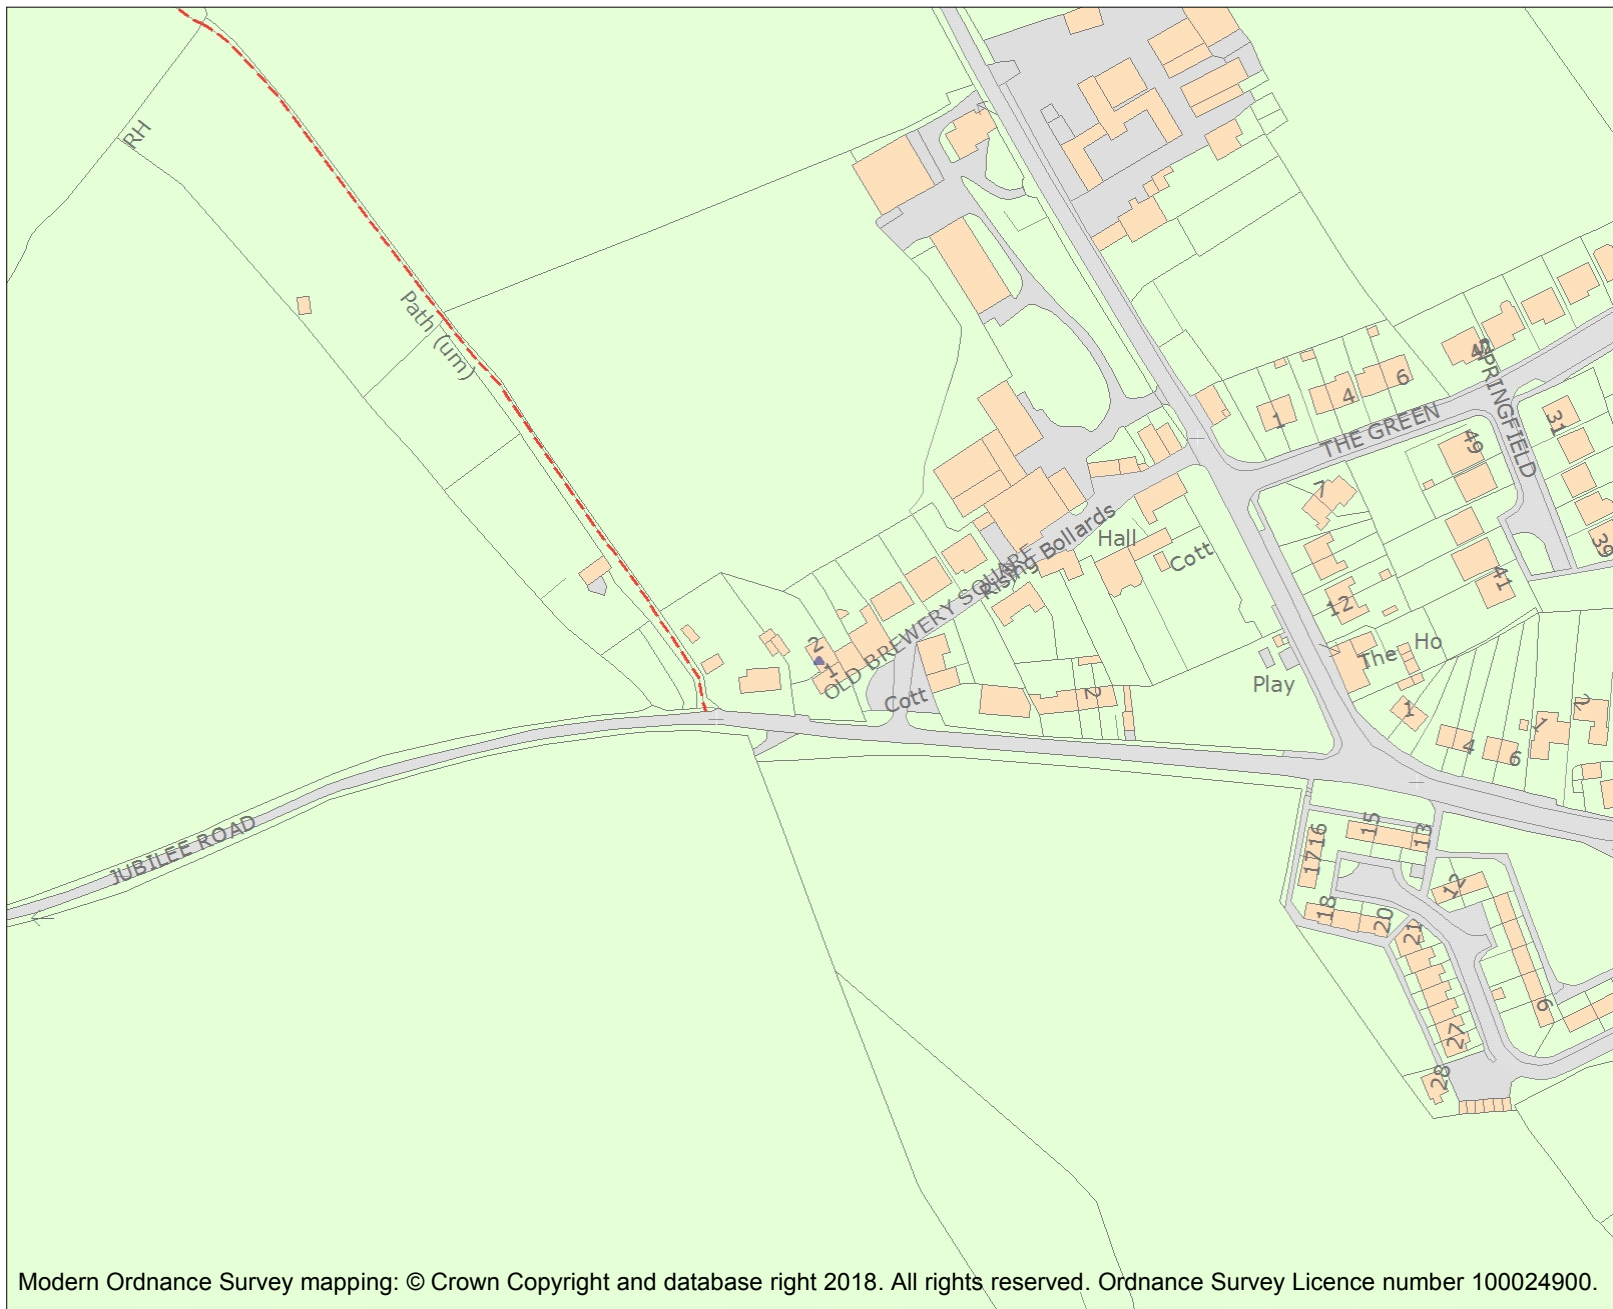 RH
Path (um)
SPRINGFIELD
42
31
1
4
6
THE GREEN
49
7
Rising Bollards
Hall
Cott
39
41
12
OLD BREWERY SQUARE
2
1
The
Ho
Play
Cott
2
1
4
6
1
2
JUBILEE ROAD
16
17
15
13
12
18
20
21
9
27
28
Modern Ordnance Survey mapping: © Crown Copyright and database right 2018. All rights reserved. Ordnance Survey Licence number 100024900.